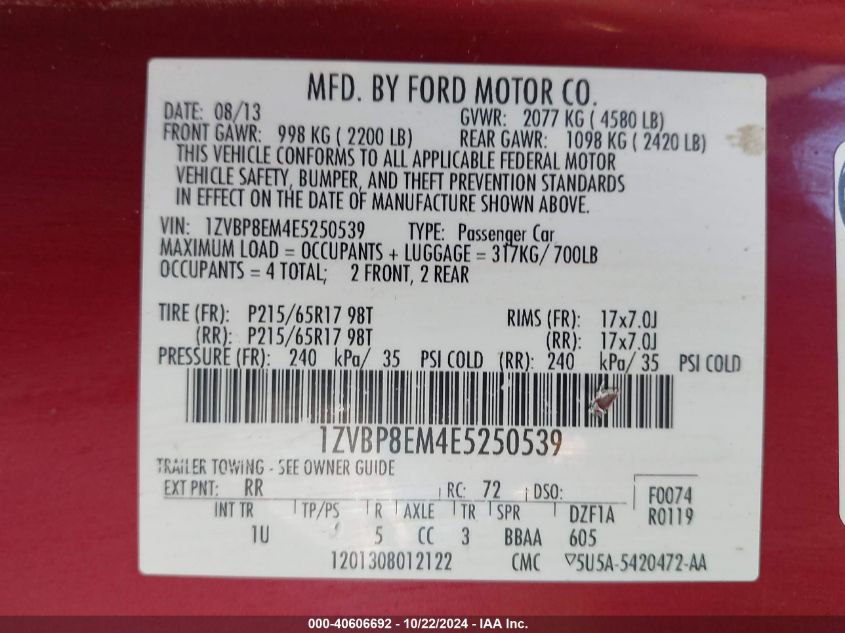 MFD. BY FORD MOTOR CO.
DATE: 08/13 GVWR: 2077 KG ( 4580 LB)
FRONT GAWR: 998 KG ( 2200 LB) REAR GAWR: 1098 KG ( 2420 LB)
THIS VEHICLE CONFORMS TO ALL APPLICABLE FEDERAL MOTOR
VEHICLE SAFETY, BUMPER, AND THEFT PREVENTION STANDARDS
IN EFFECT ON THE DATE OF MANUFACTURE SHOWN ABOVE.
VIN: 1ZVBP8EM4E5250539 TYPE: Passenger Car
MAXIMUM LOAD = OCCUPANTS + LUGGAGE = 317KG/ 700LB
OCCUPANTS = 4 TOTAL; 2 FRONT, 2 REAR
TIRE (FR): P215/65R17 98T RIMS (FR): 17x7.0J
(RR): P215/65R17 98T (RR): 17x7.0J
PRESSURE (FR): 240 kPa/ 35 PSI COLD (RR): 240 kPa/ 35 PSI COLD
1ZVBP8EM4E5250539
TRAILER TOWING - SEE OWNER GUIDE
EXT PNT: RR RC: 72 DSO: F0074
INT TR TP/PS R AXLE TR SPR DZF1A R0119
1U 5 CC 3 BBAA 605
1201308012122 CMC 5U5A-5420472-AA
000-40606692 - 10/22/2024 - IAA Inc.